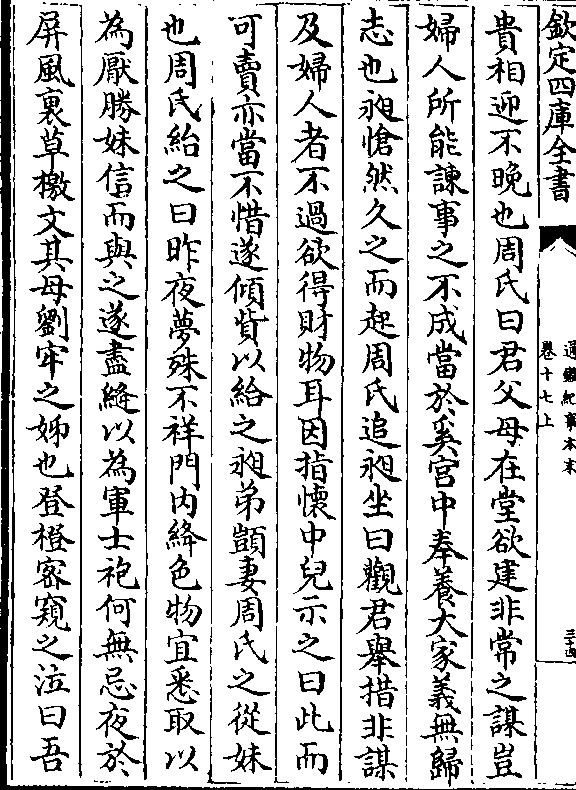 欽定四庫全書
通鑑紀事本末
卷十七上
三十四
貴相迎不晚也周氏曰君父母在堂欲建非常之謀豈
婦人所能諫事之不成當於奚宮中奉養大家義無歸
志也昶愴然久之而起周氏追昶坐曰觀君舉措非謀
及婦人者不過欲得財物耳因指懷中兒示之曰此而
可賣亦當不惜遂傾貲以給之昶弟顗妻周氏之從妹
也周氏紿之曰昨夜夢殊不祥門內絳色物宜悉取以
為厭勝妹信而與之遂盡縫以為軍士袍何無忌夜於
屏風裏草檄文其母劉牢之姊也登橙密窺之泣曰吾